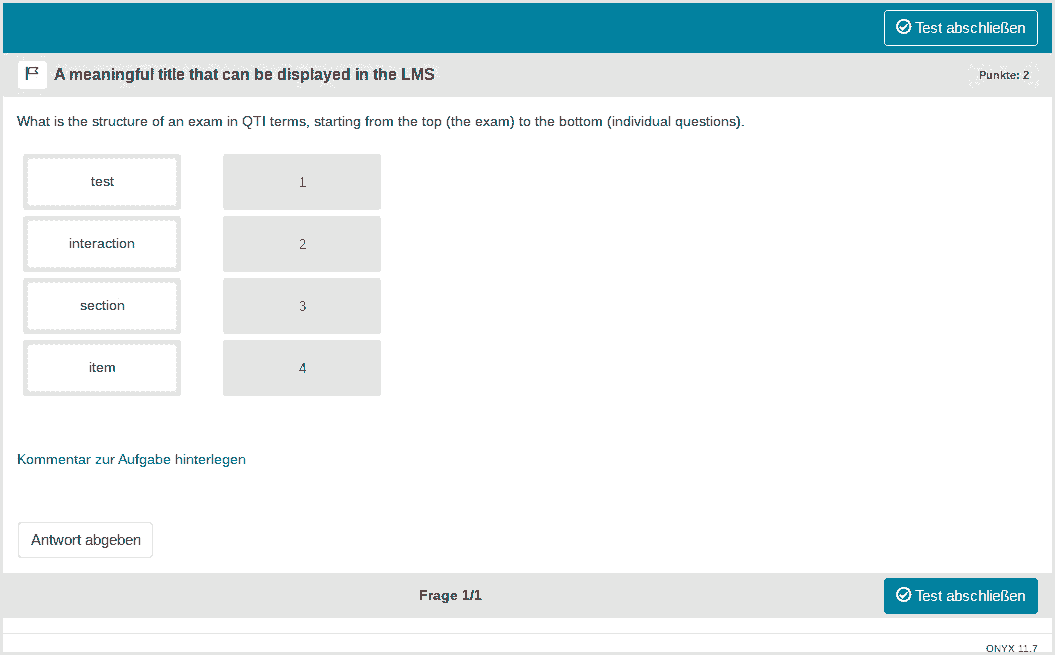 Test abschließen
A meaningful title that can be displayed in the LMS
Punkte: 2
What is the structure of an exam in QTI terms, starting from the top (the exam) to the bottom (individual questions).
test
1
interaction
2
section
3
item
4
Kommentar zur Aufgabe hinterlegen
Antwort abgeben
Frage 1/1
Test abschließen
ONYX 11.7